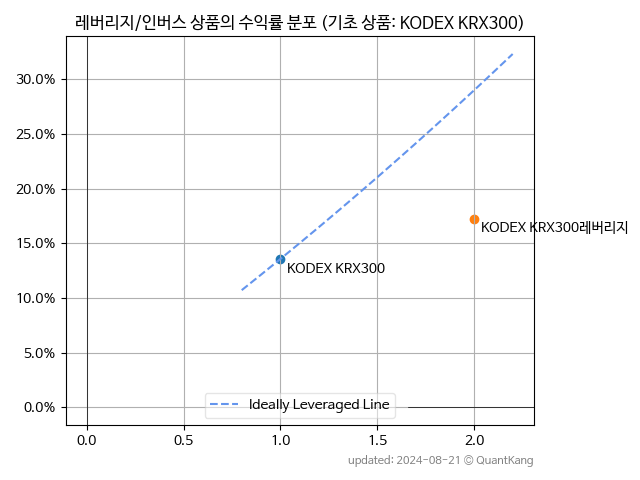 레버리지/인버스 상품의 수익률 분포 (기초 상품: KODEX KRX300)
30.0%
25.0%
20.0%
15.0%
10.0%
5.0%
0.0%
KODEX KRX300레버리지
KODEX KRX300
Ideally Leveraged Line
0.0 0.5 1.0 1.5 2.0
updated: 2024-08-21 © QuantKang